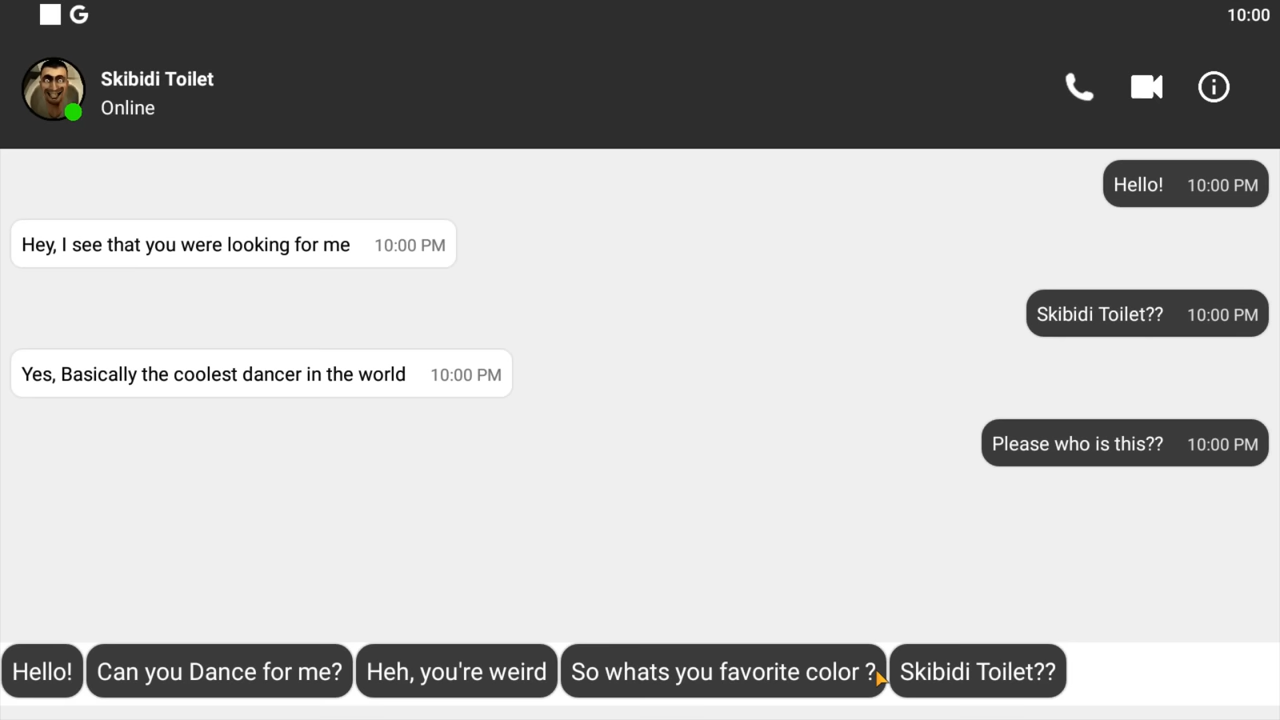 G
10:00
Skibidi Toilet
Online
Hello! 10:00 PM
Hey, I see that you were looking for me 10:00 PM
Skibidi Toilet?? 10:00 PM
Yes, Basically the coolest dancer in the world 10:00 PM
Please who is this?? 10:00 PM
Hello! Can you Dance for me? Heh, you're weird So whats you favorite color ? Skibidi Toilet??